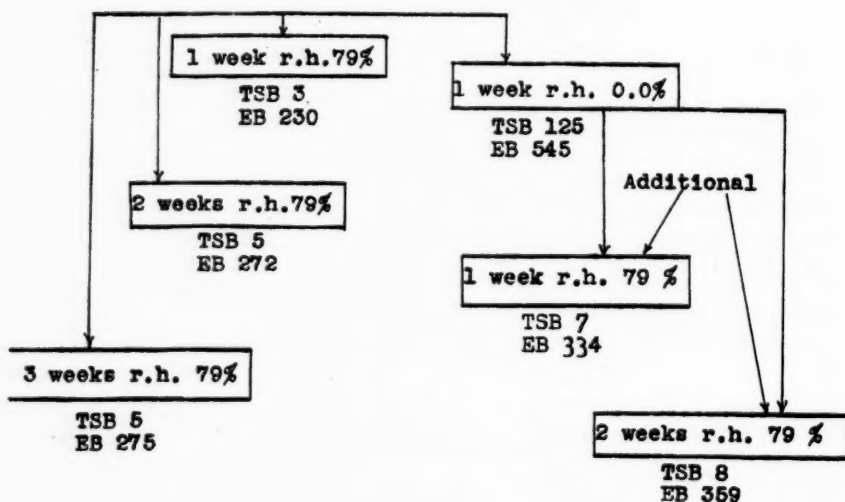 1 week r.h.79%
TSB 3
EB 230
1 week r.h. 0.0%
TSB 125
EB 545
Additional
2 weeks r.h.79%
TSB 5
EB 272
1 week r.h. 79 %
TSB 7
EB 334
3 weeks r.h. 79%
TSB 5
EB 275
2 weeks r.h. 79 %
TSB 8
EB 359